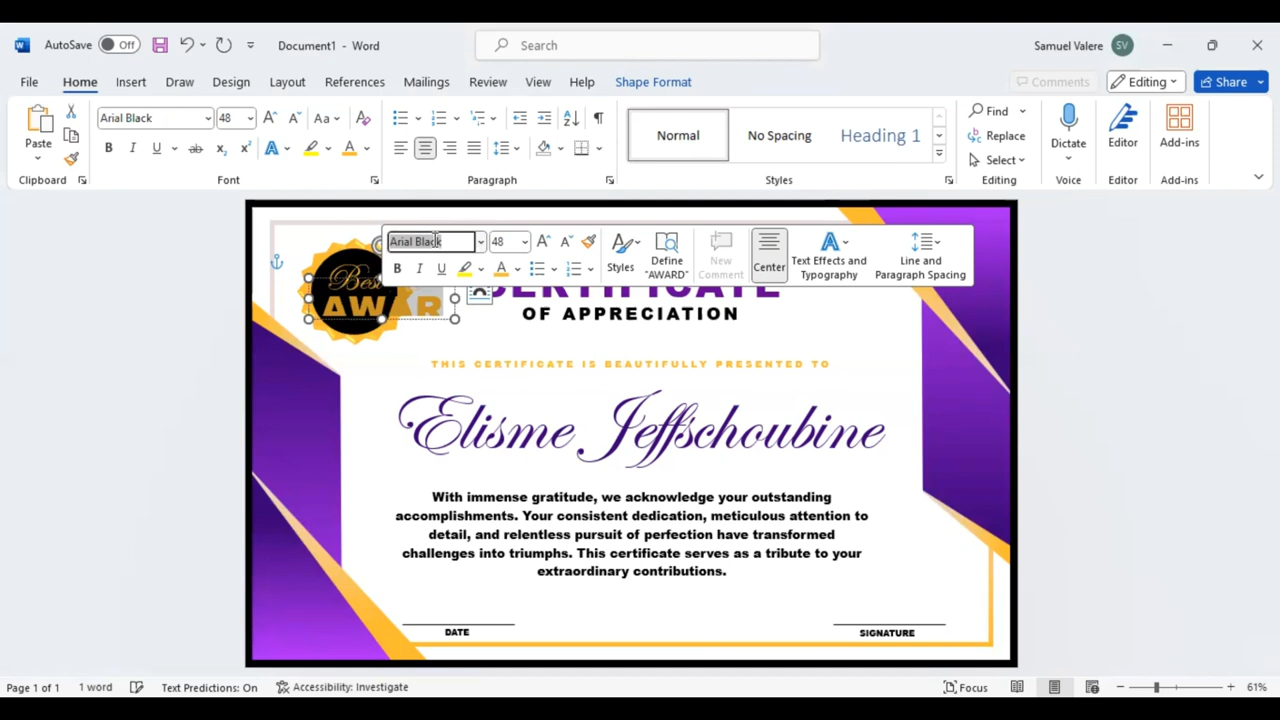 AutoSave Off Document1 - Word Search Samuel Valere SV
File Home Insert Draw Design Layout References Mailings Review View Help Shape Format Comments Editing Share
Paste
Clipboard
Arial Black 48 Aa
B I U ab x₂ x² A A
Font
Paragraph
Normal No Spacing Heading 1
Styles
Find
Replace
Select
Editing
Dictate
Voice
Editor
Editor
Add-ins
Add-ins
Arial Black 48
B I U A
Styles
Define "AWARD"
New Comment
Center
Text Effects and Typography
Line and Paragraph Spacing
Best
AWAR
CERTIFICATE
OF APPRECIATION
THIS CERTIFICATE IS BEAUTIFULLY PRESENTED TO
Elisme Jeffschoubine
With immense gratitude, we acknowledge your outstanding
accomplishments. Your consistent dedication, meticulous attention to
detail, and relentless pursuit of perfection have transformed
challenges into triumphs. This certificate serves as a tribute to your
extraordinary contributions.
DATE
SIGNATURE
Page 1 of 1 1 word Text Predictions: On Accessibility: Investigate Focus 61%